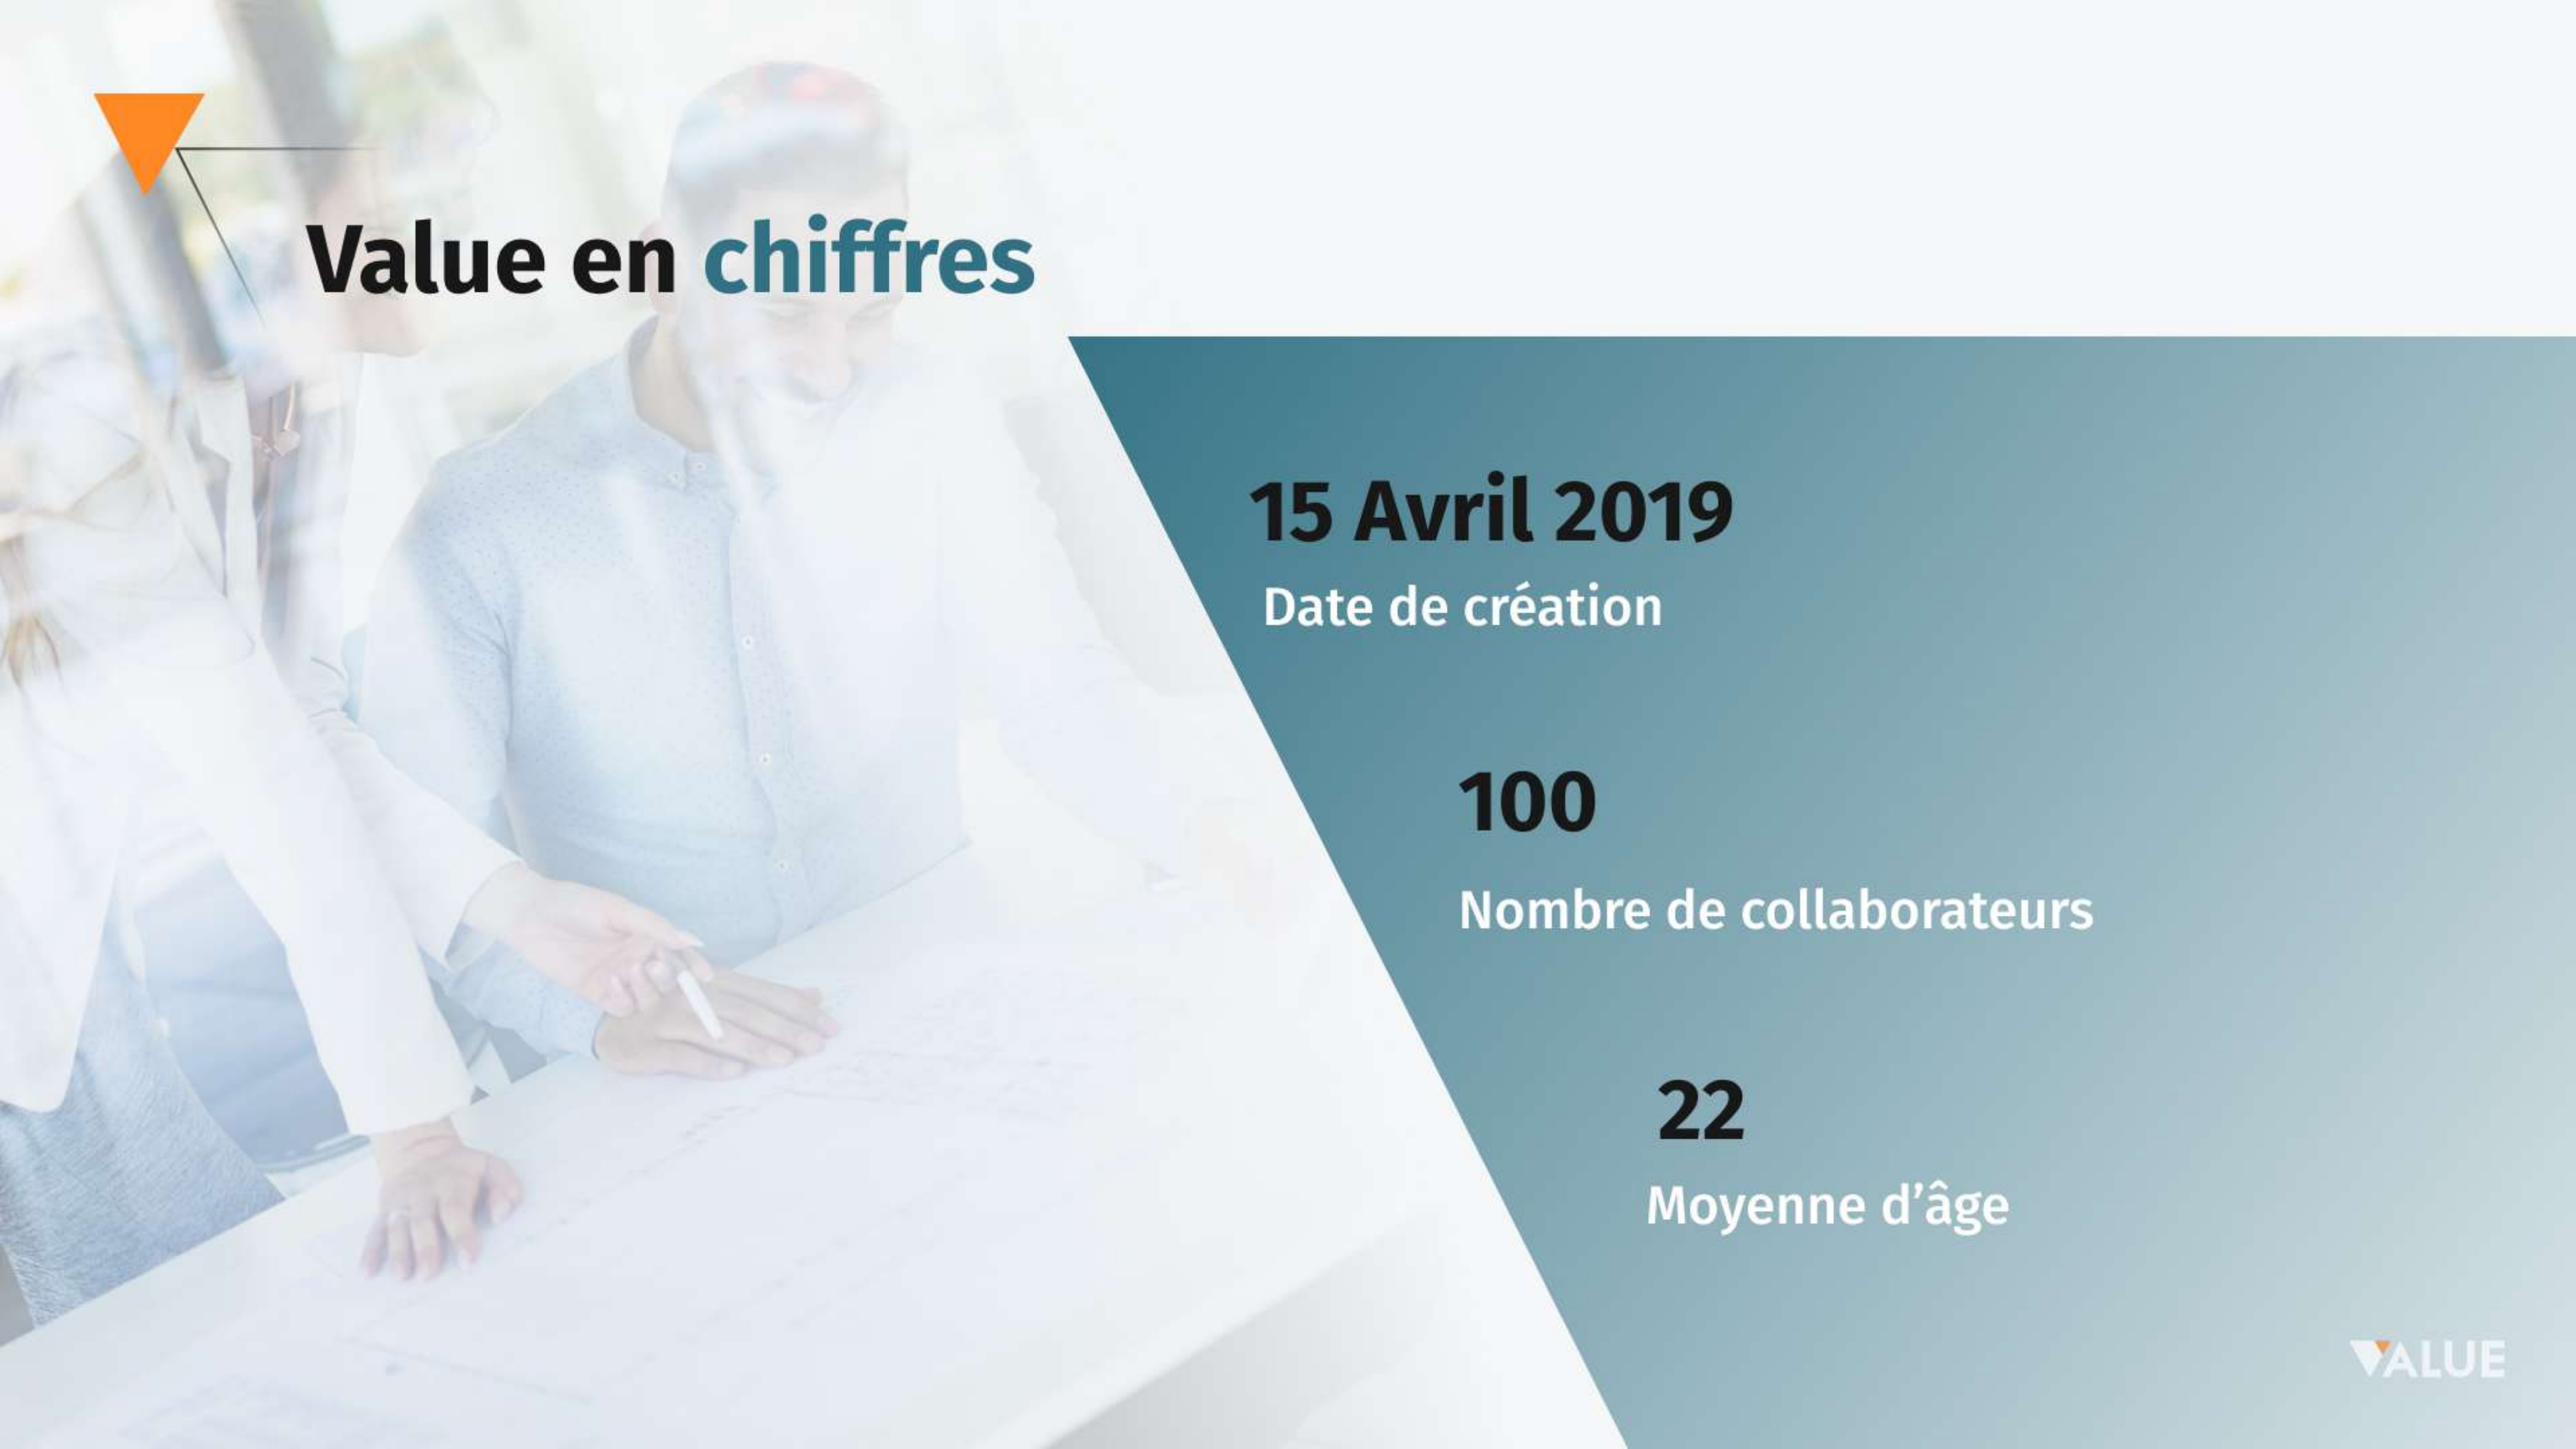 Value en chiffres
15 Avril 2019
Date de création
100
Nombre de collaborateurs
22
Moyenne d’âge
VALUE